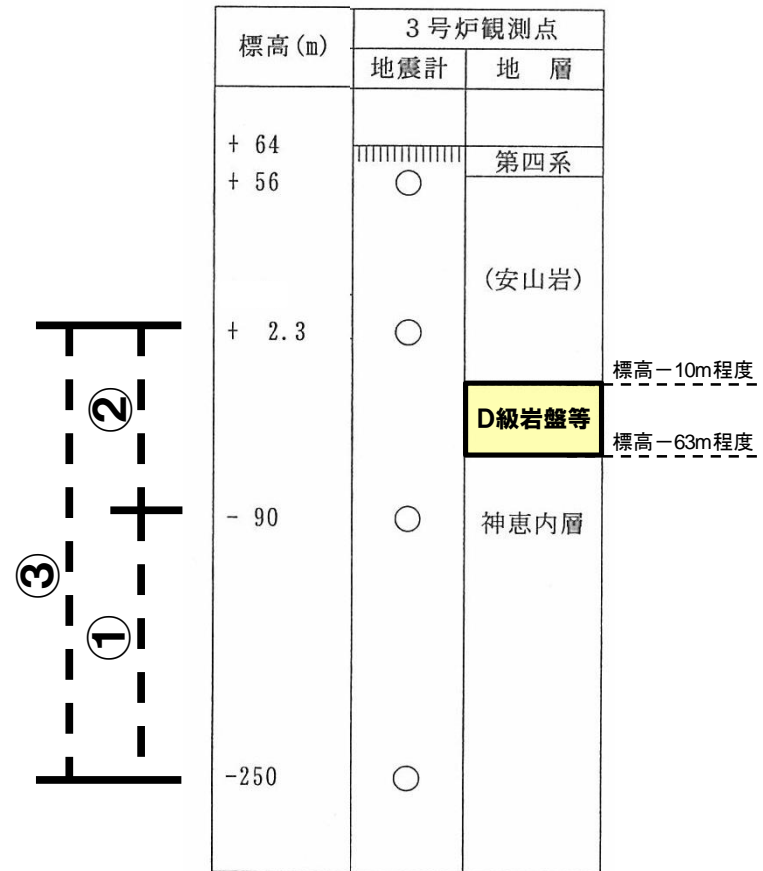 標高(m)
3号炉観測点
地震計
地　層
+ 64
第四系
+ 56
(安山岩)
+ 2.3
標高－10m程度
D級岩盤等
標高－63m程度
- 90
神恵内層
-250
②
③
①